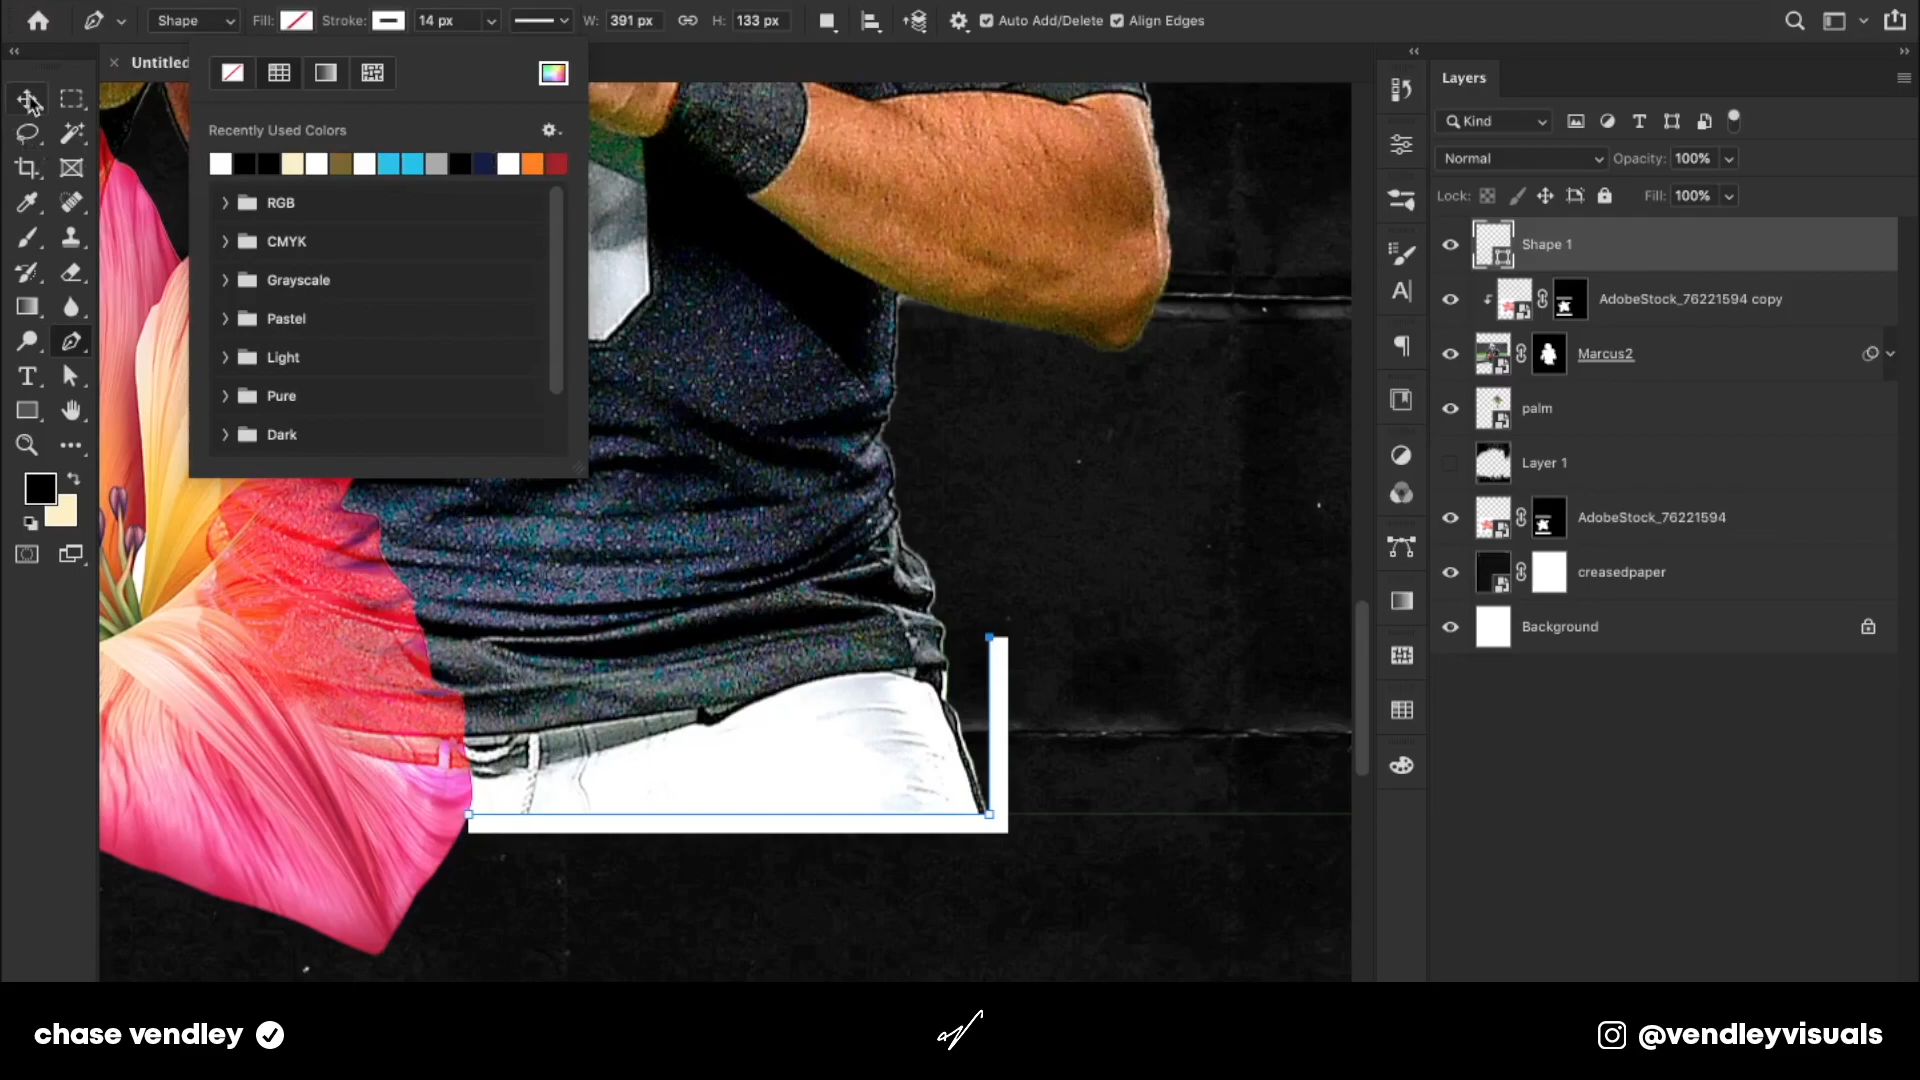 Shape
Fill:
Stroke:
14 px
W:
391 px
H:
133 px
Auto Add/Delete
Align Edges
Untitled
Recently Used Colors
RGB
CMYK
Grayscale
Pastel
Light
Pure
Dark
Layers
Kind
Normal
Opacity:
100%
Lock:
Fill:
100%
Shape 1
AdobeStock_76221594 copy
Marcus2
palm
Layer 1
AdobeStock_76221594
creasedpaper
Background
chase vendley
@vendleyvisuals